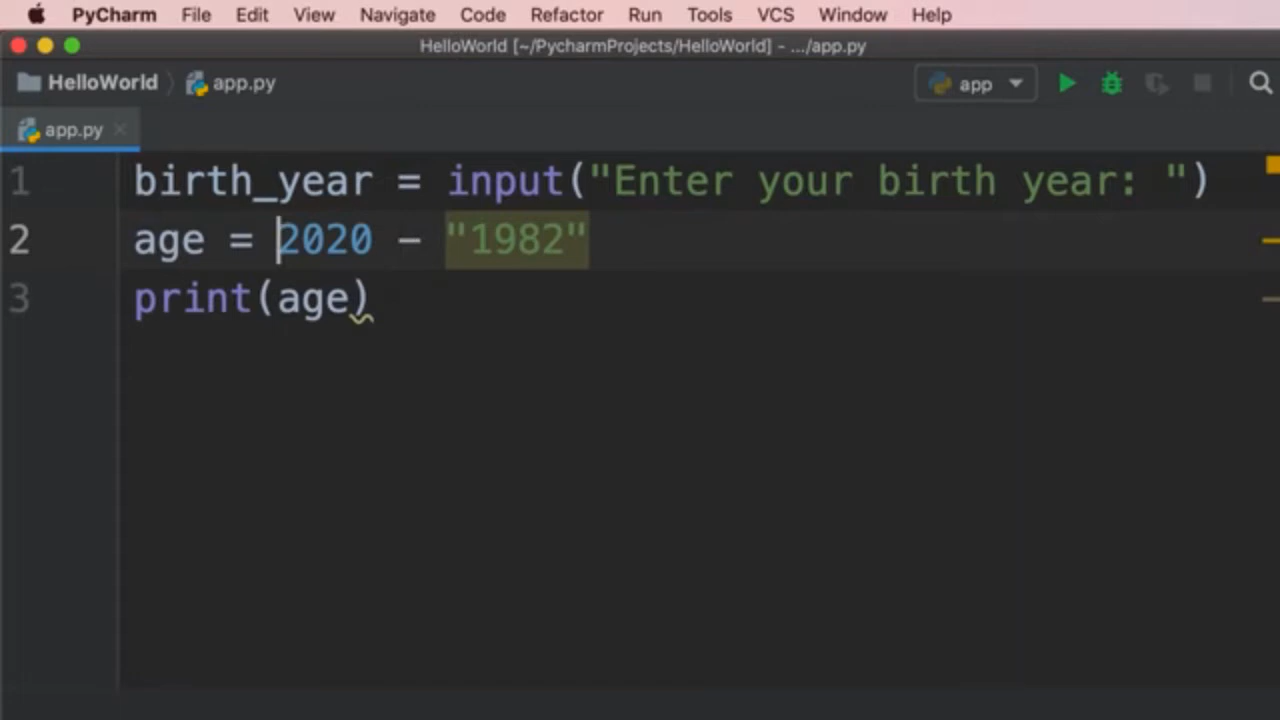 PyCharm File Edit View Navigate Code Refactor Run Tools VCS Window Help
HelloWorld [~/PycharmProjects/HelloWorld] - .../app.py
HelloWorld app.py app
app.py
1 birth_year = input("Enter your birth year: ")
2 age = 2020 - "1982"
3 print(age)